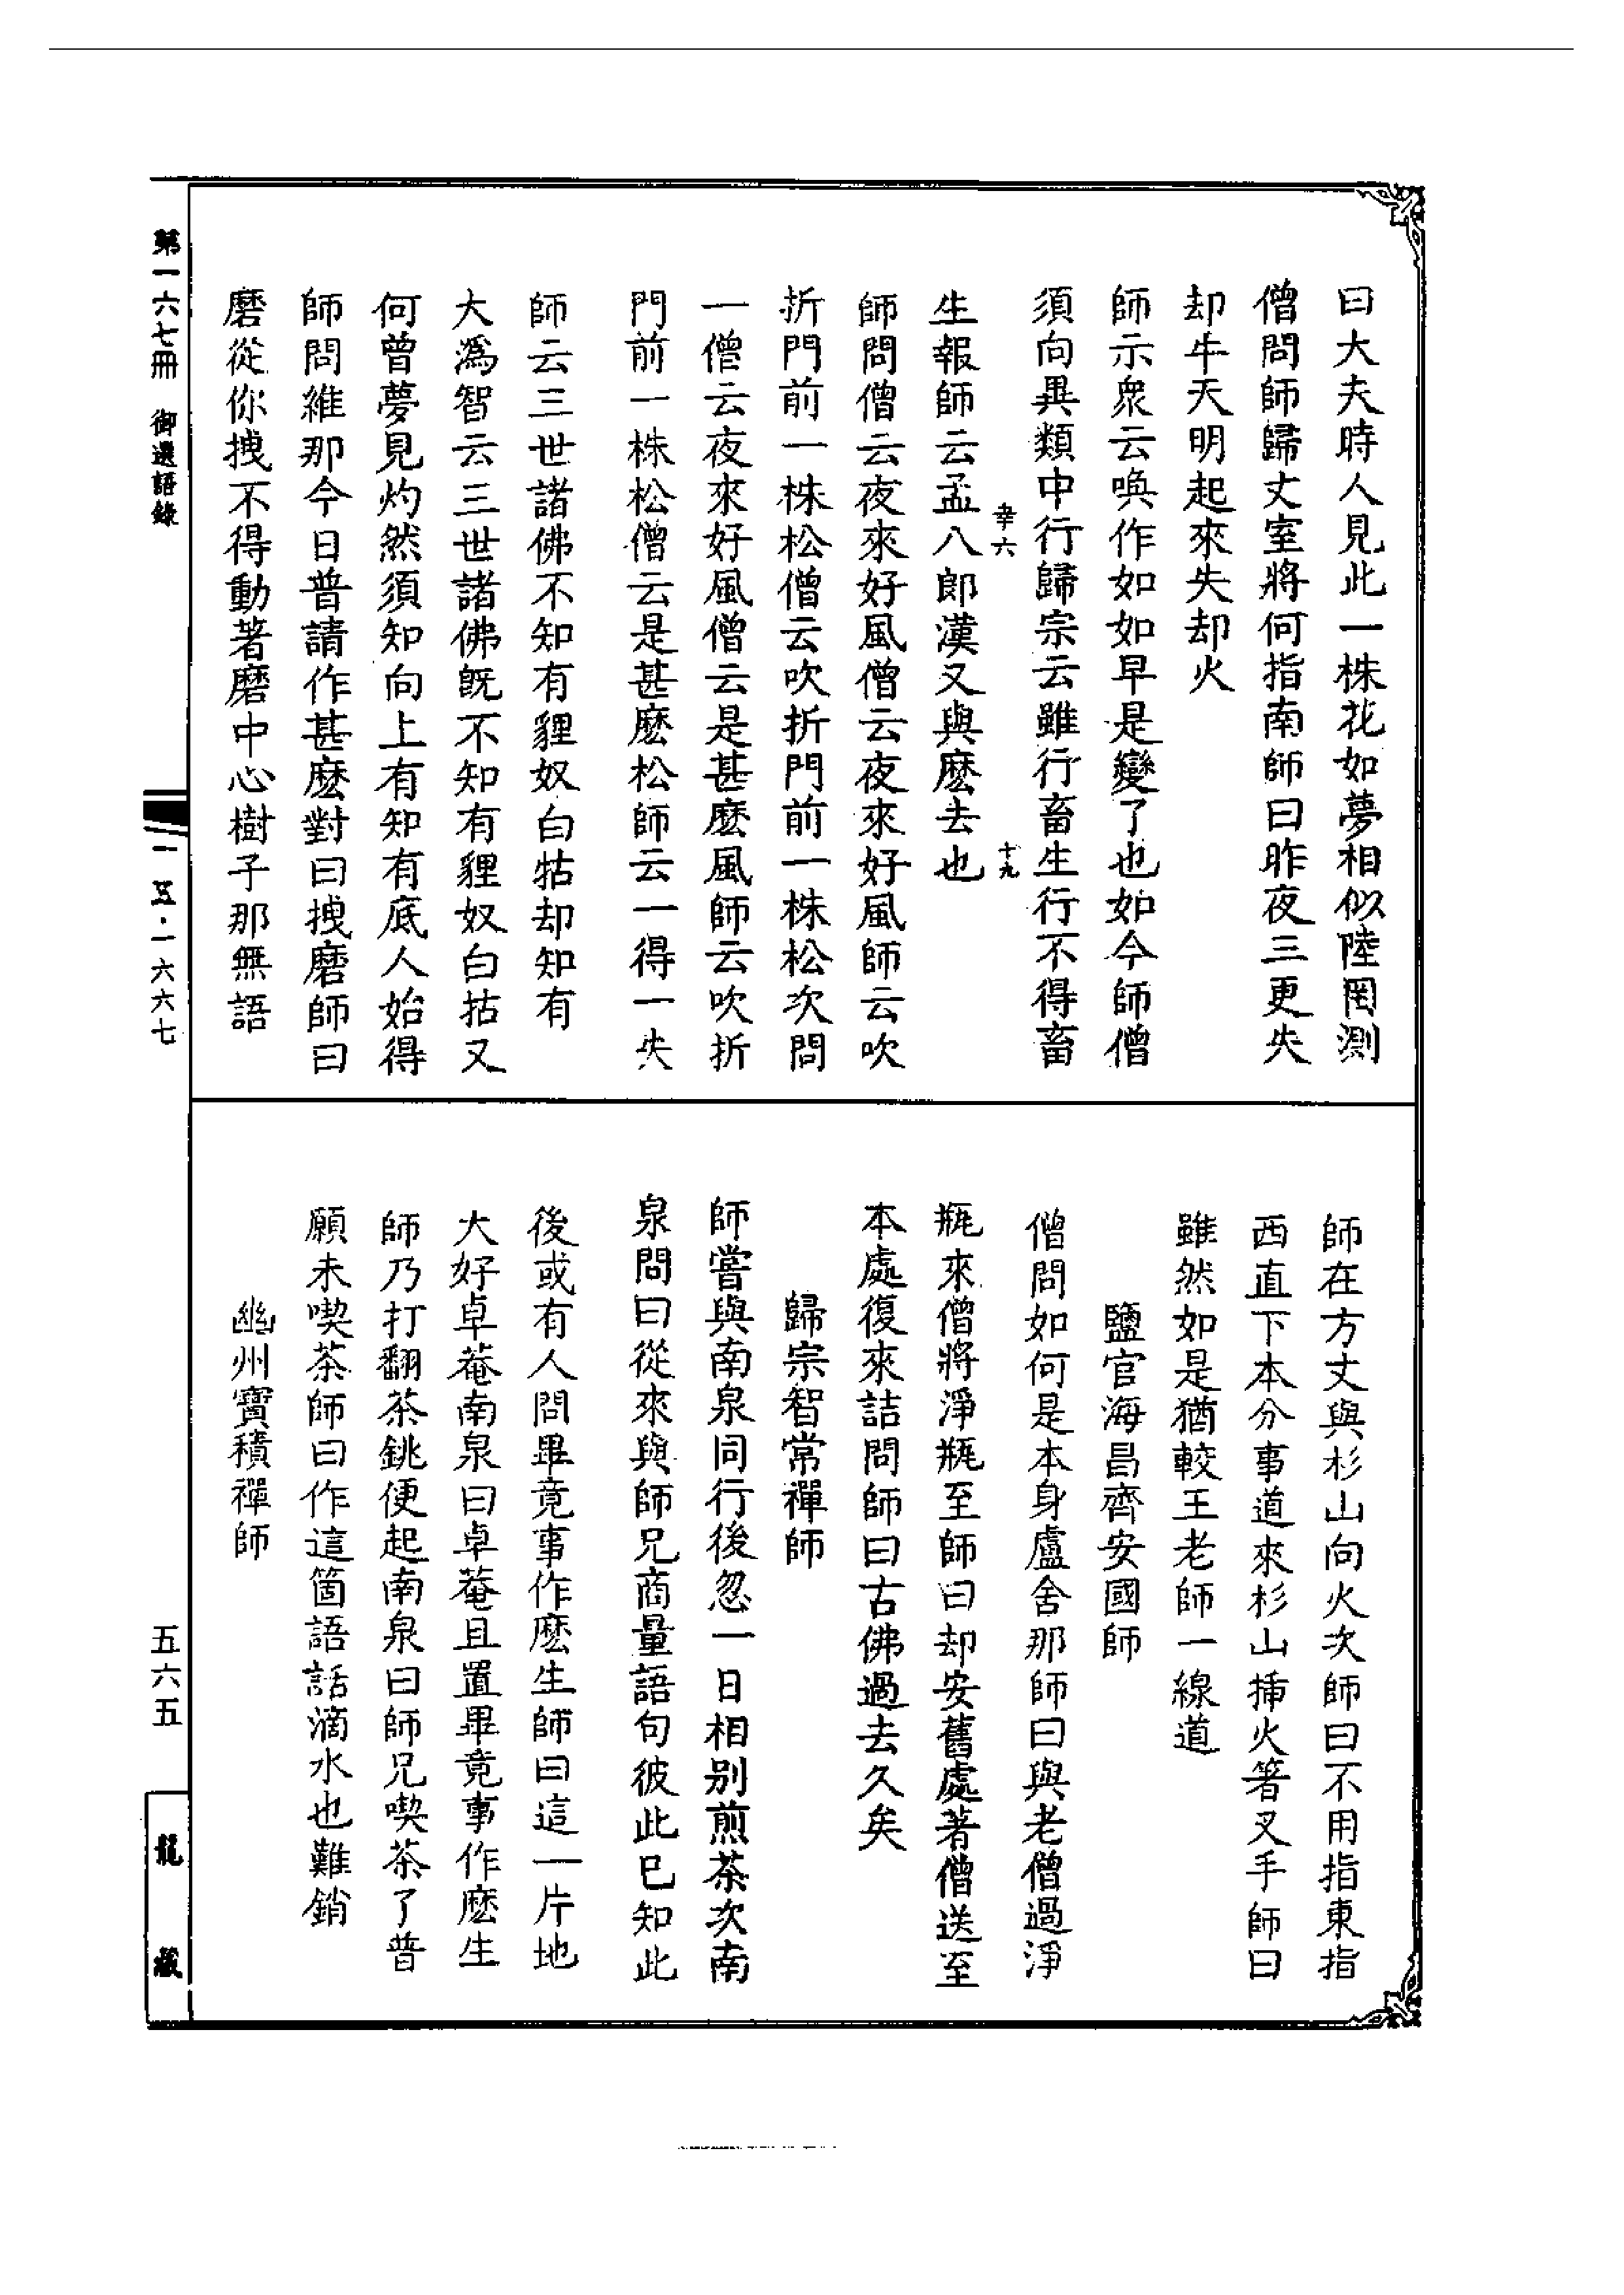 曰大夫時人見此一株花如夢相似陸罔測
僧問師歸丈室將何指南師曰昨夜三更失
却牛天明起來失却火
師示衆云喚作如如早是變了也如今師僧
須向異類中行歸宗云雖行畜生行不得畜
幸六
十九
生報師云孟八郎漢又與麽去也
師問僧云夜來好風僧云夜來好風師云吹
折門前一株松僧云吹折門前一株松次問
一僧云夜來好風僧云是甚麽風師云吹折
門前一株松僧云是甚麽松師云一得一失
師云三世諸佛不知有貍奴白牯却知有
大溈智云三世諸佛旣不知有貍奴白牯又
何曾夢見灼然須知向上有知有底人始得
師問維那今日普請作甚麽對曰拽磨師曰
磨從你拽不得動著磨中心樹子那無語
師在方丈與杉山向火次師曰不用指東指
西直下本分事道來杉山揷火箸叉手師曰
雖然如是猶較王老師一線道
鹽官海昌齊安國師
僧問如何是本身盧舍那師曰與老僧過淨
瓶來僧將淨瓶至師曰却安舊處著僧送至
本處復來詰問師曰古佛過去久矣
歸宗智常禪師
師嘗與南泉同行後忽一日相別煎茶次南
泉問曰從來與師兄商量語句彼此已知此
後或有人問畢竟事作麽生師曰這一片地
大好卓菴南泉曰卓菴且置畢竟事作麽生
師乃打翻茶銚便起南泉曰師兄喫茶了普
願未喫茶師曰作這箇語話滴水也難銷
幽州寶積禪師
第一六七冊 御選語錄
一五·一六六七
五六五
龍藏